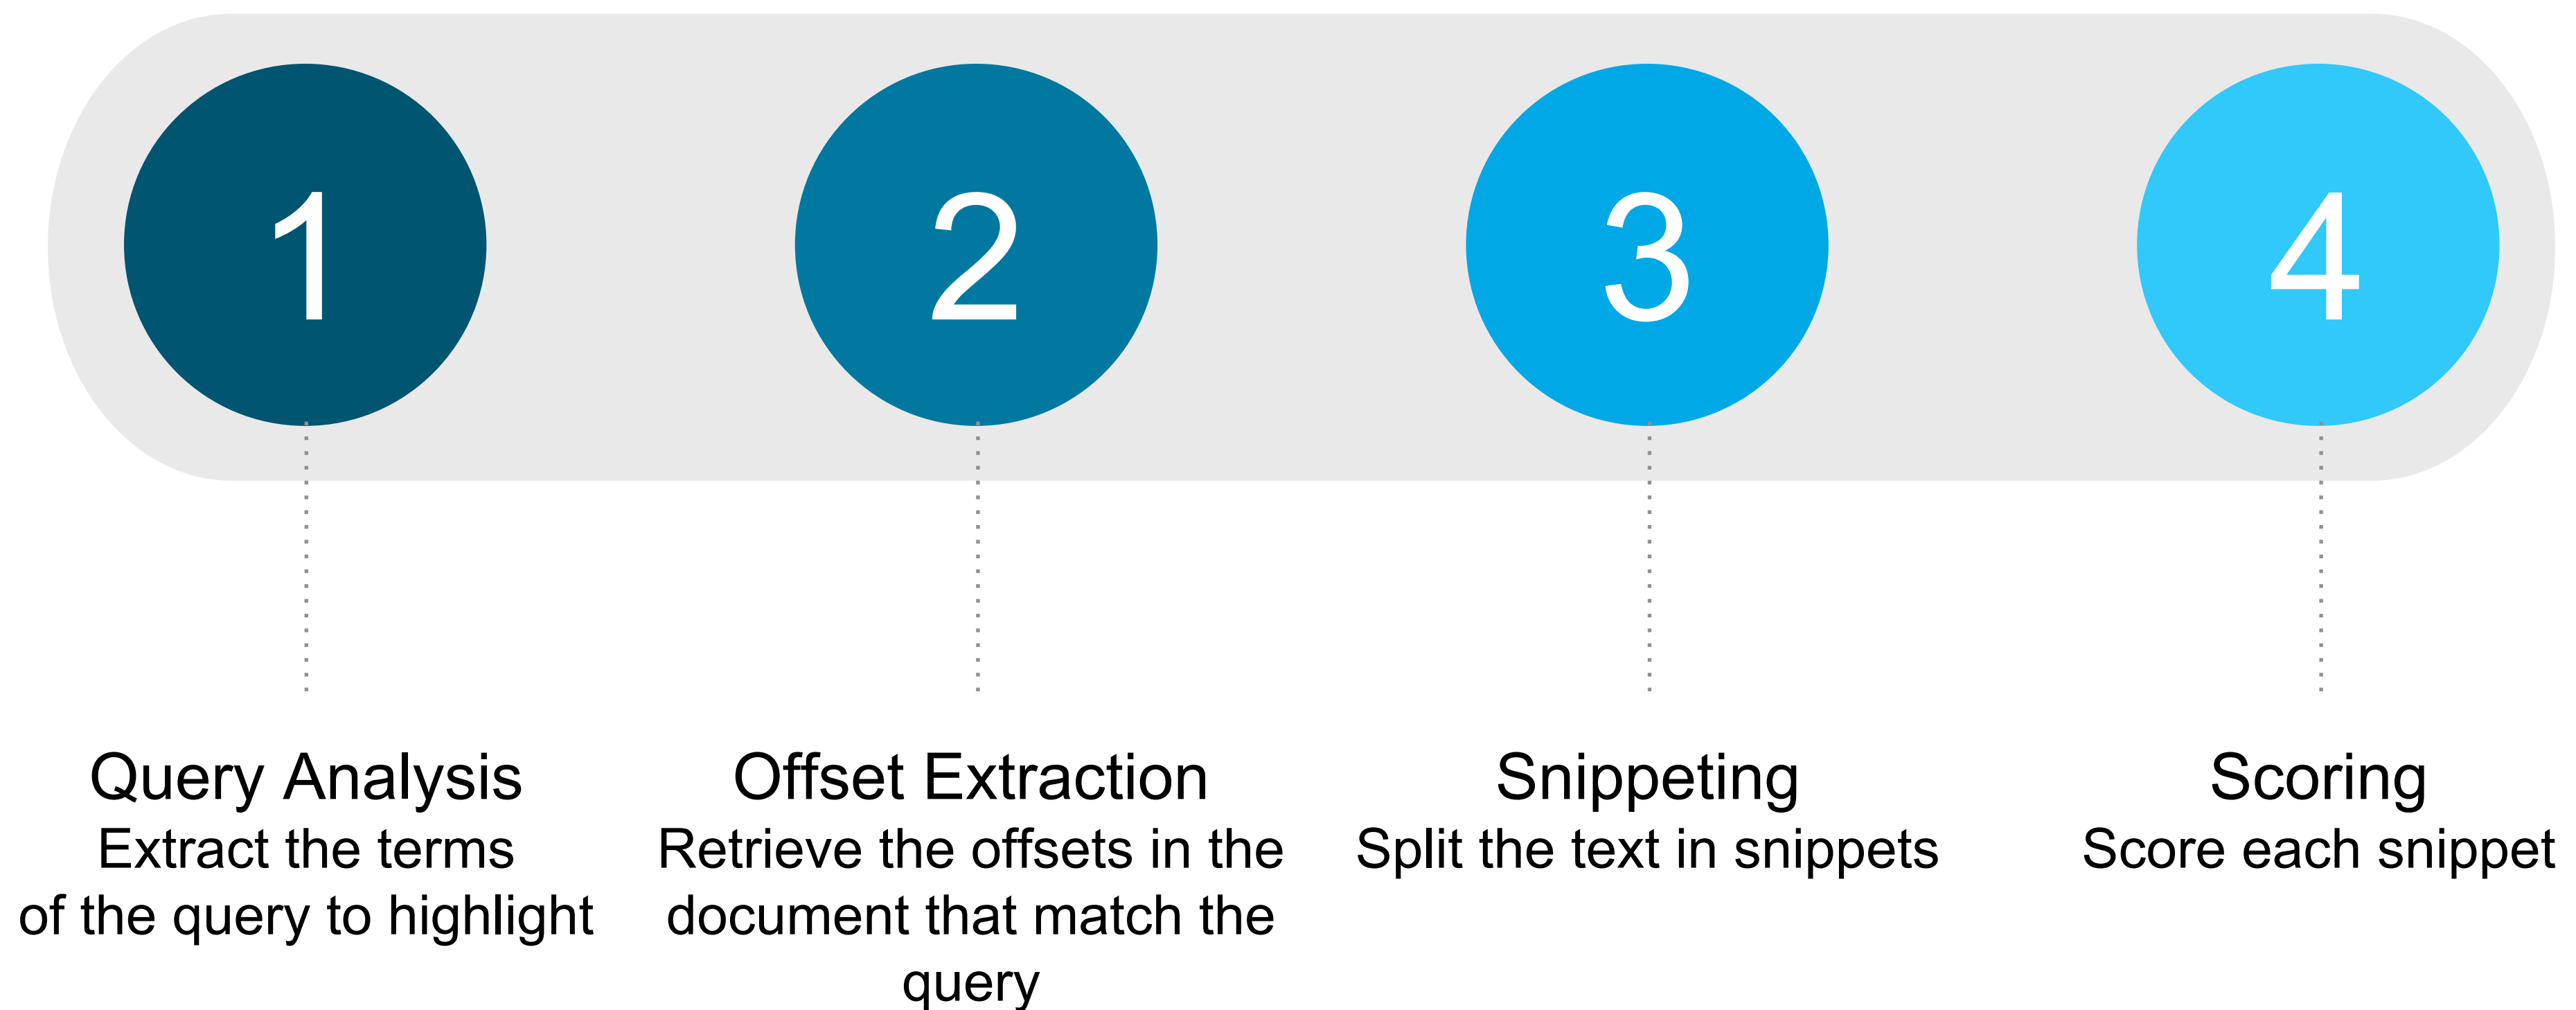 1
2
3
4
Query Analysis
Extract the terms
of the query to highlight
Offset Extraction
Retrieve the offsets in the
document that match the
query
Snippeting
Split the text in snippets
Scoring
Score each snippet